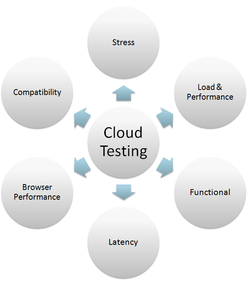 Stress
Compatibility
Load &
Performance
Cloud
Testing
Browser
Performance
Functional
Latency